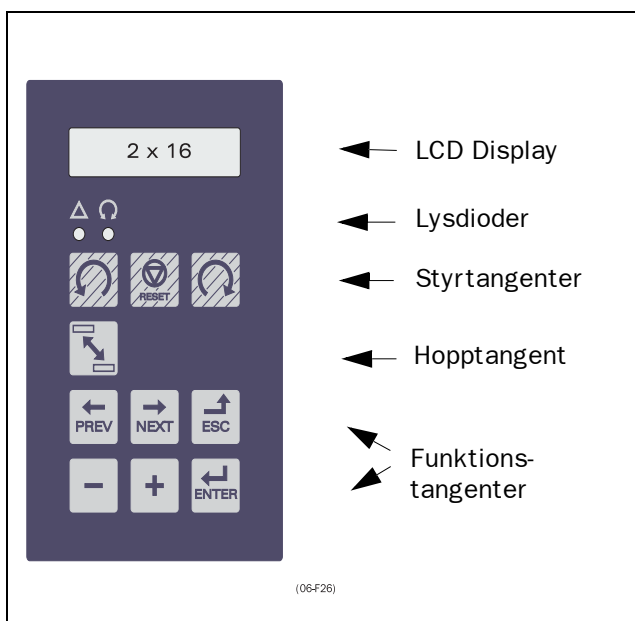 2 x 16
LCD Display
Lysdioder
RESET
Styrtangenter
Hopptangent
PREV NEXT ESC
Funktions-
tangenter
- + ENTER
(06-F26)